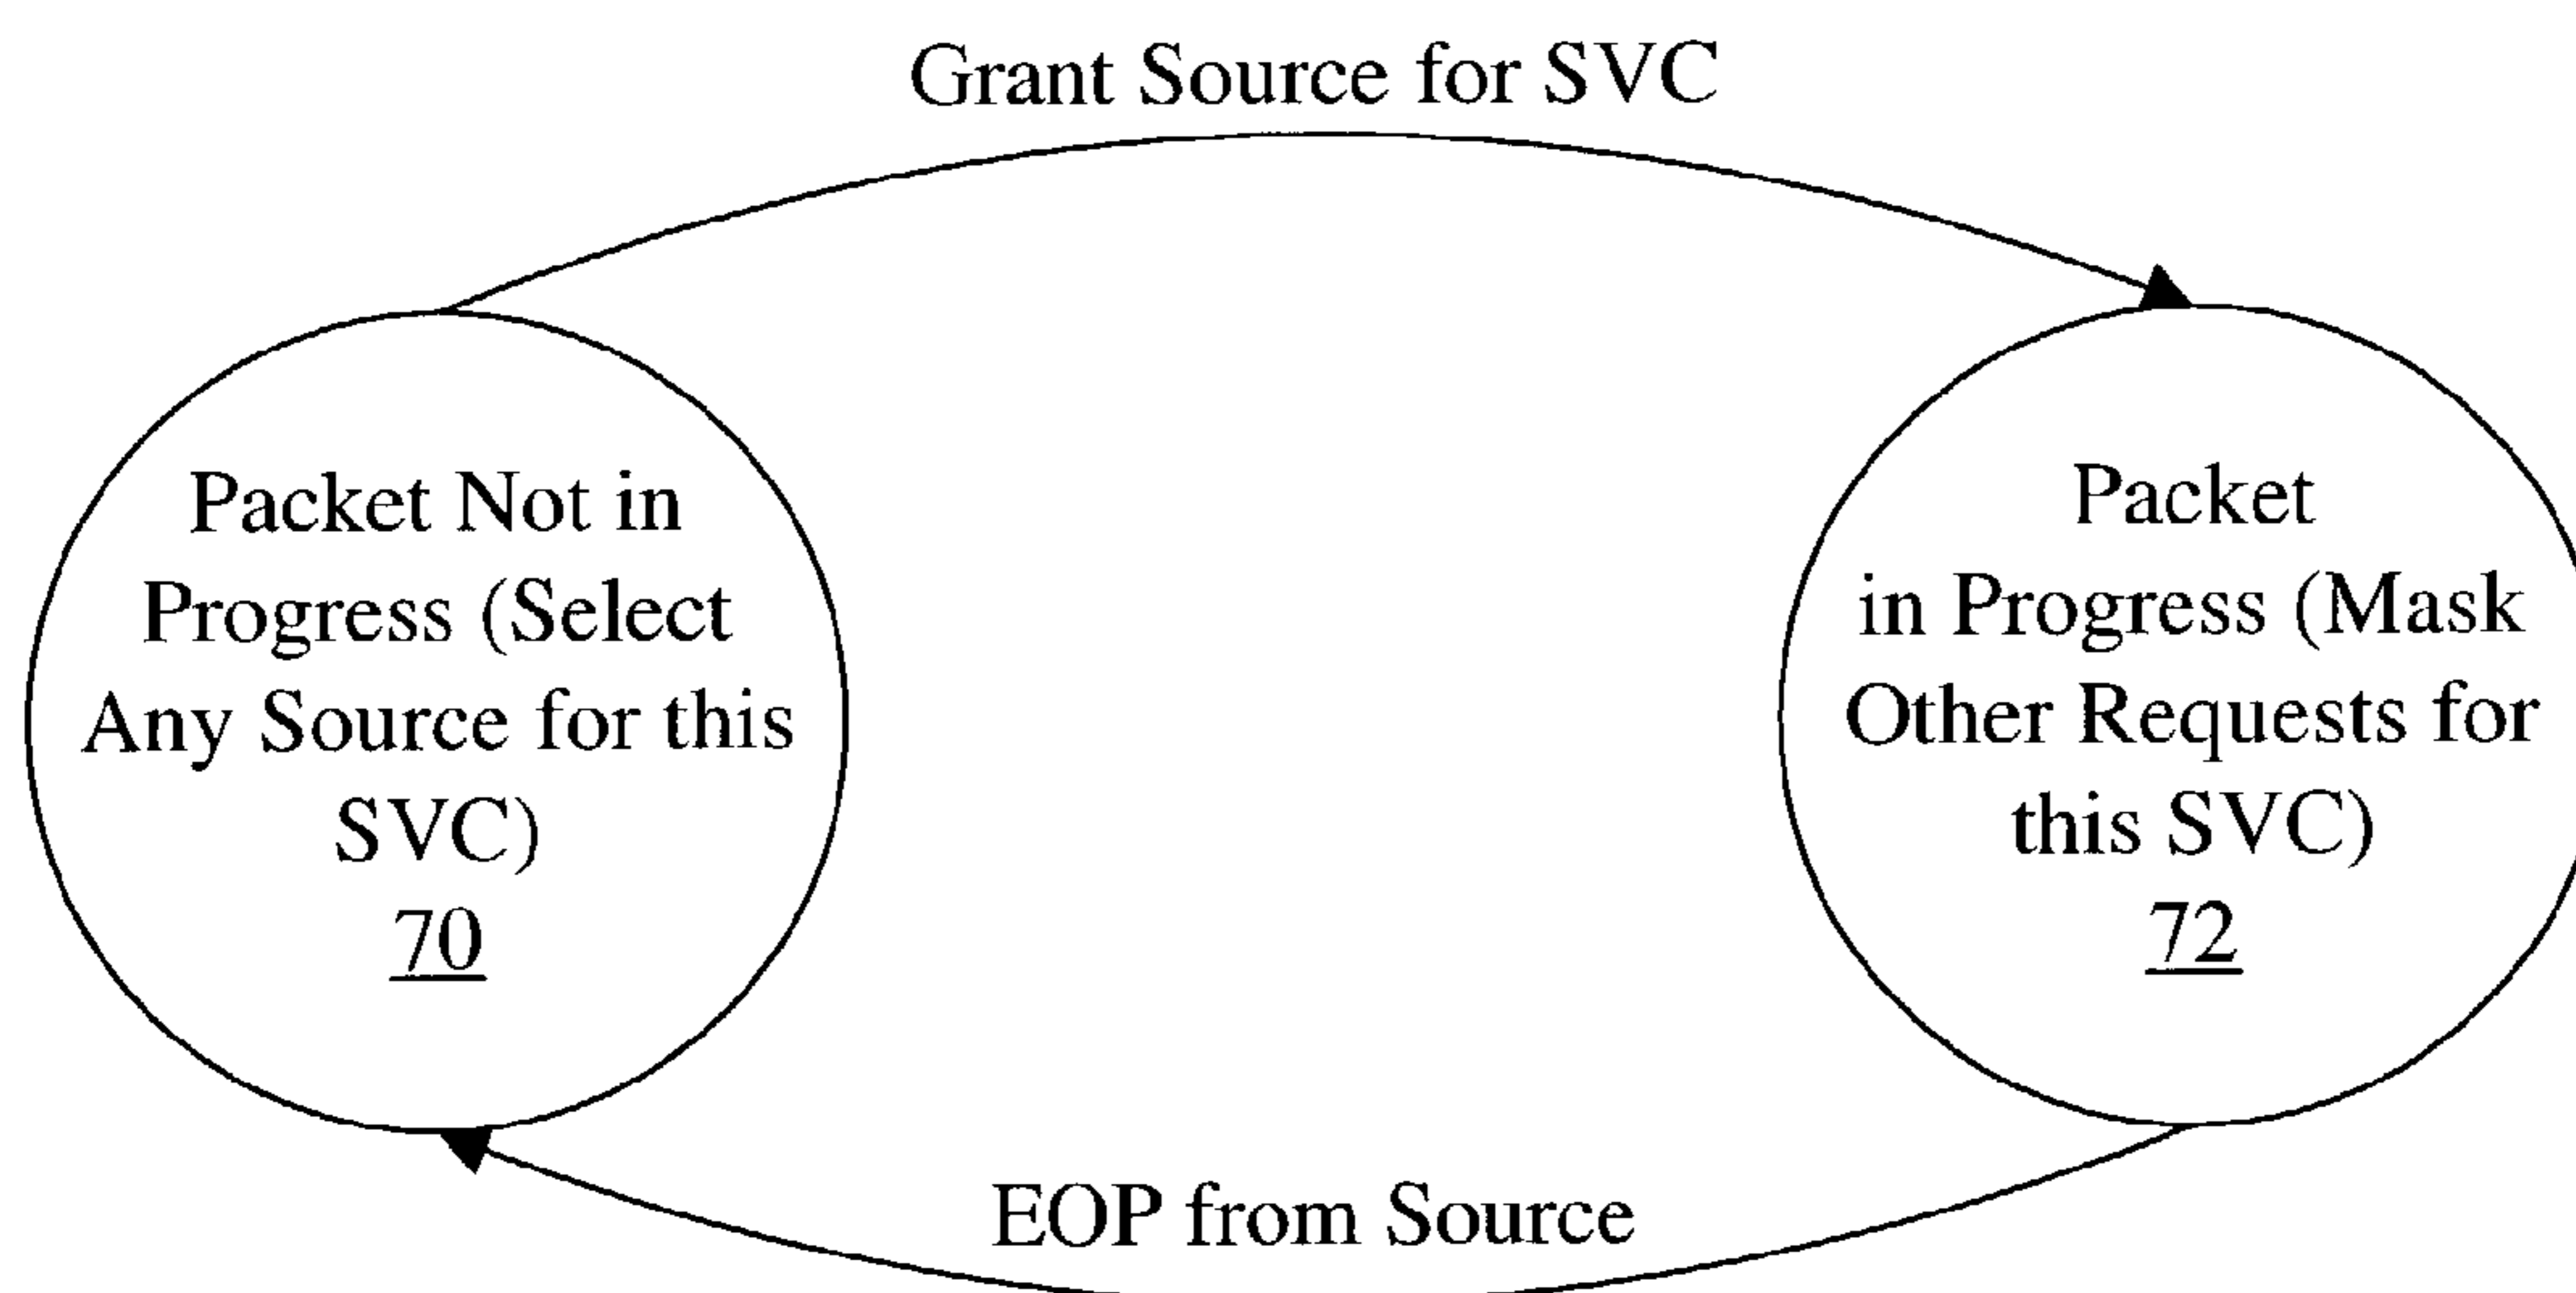 Grant Source for SVC
Packet Not in
Progress (Select
Any Source for this
SVC)
70
Packet
in Progress (Mask
Other Requests for
this SVC)
72
EOP from Source